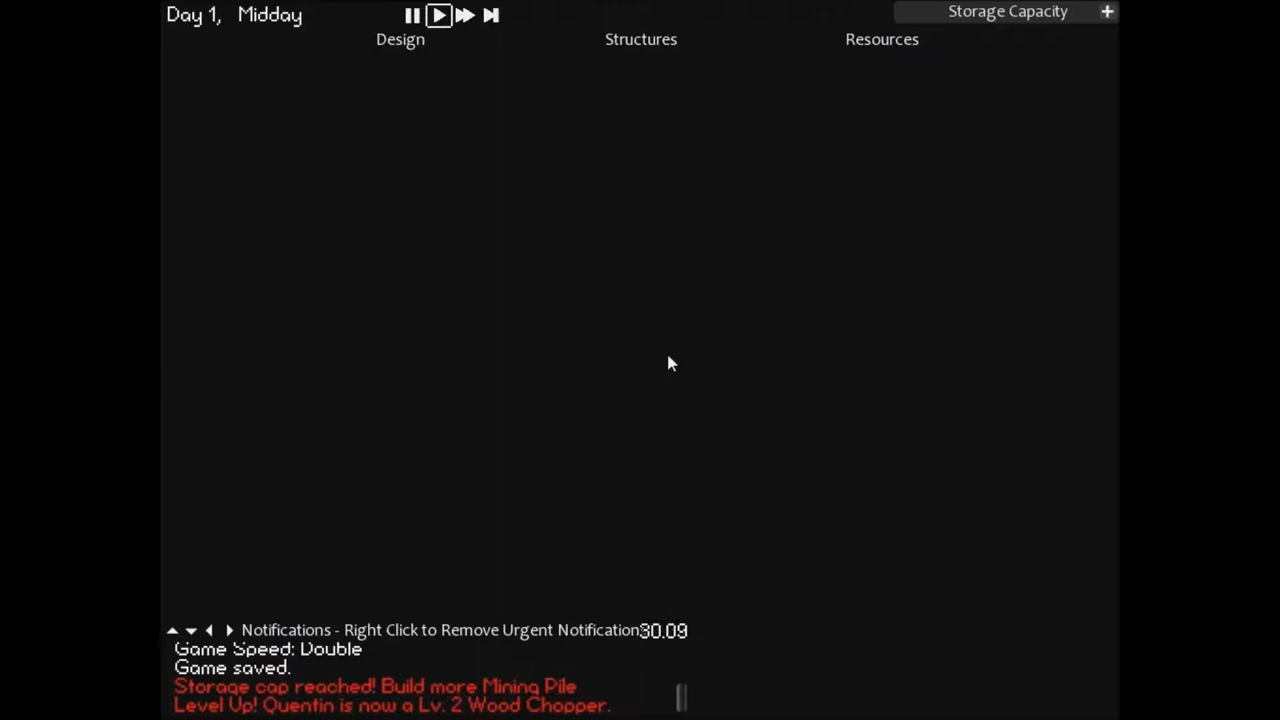 Day 1, Midday
Storage Capacity +
Design Structures Resources
Notifications - Right Click to Remove Urgent Notification 30.09
Game Speed: Double
Game saved.
Storage cap reached! Build more Mining Pile
Level Up! Quentin is now a Lv. 2 Wood Chopper.